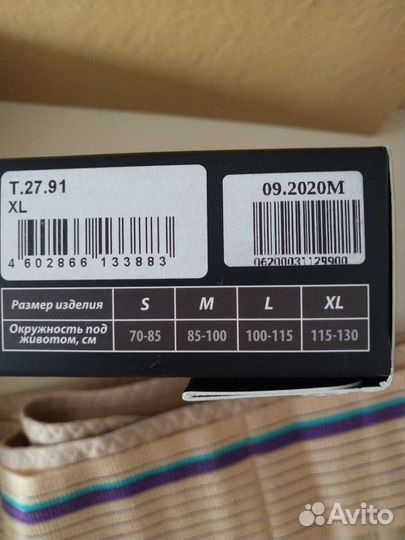 T.27.91
XL
4 602866 133883
09.2020М
06200031129900
Размер изделия S M L XL
Окружность под
животом, см 70-85 85-100 100-115 115-130
Avito